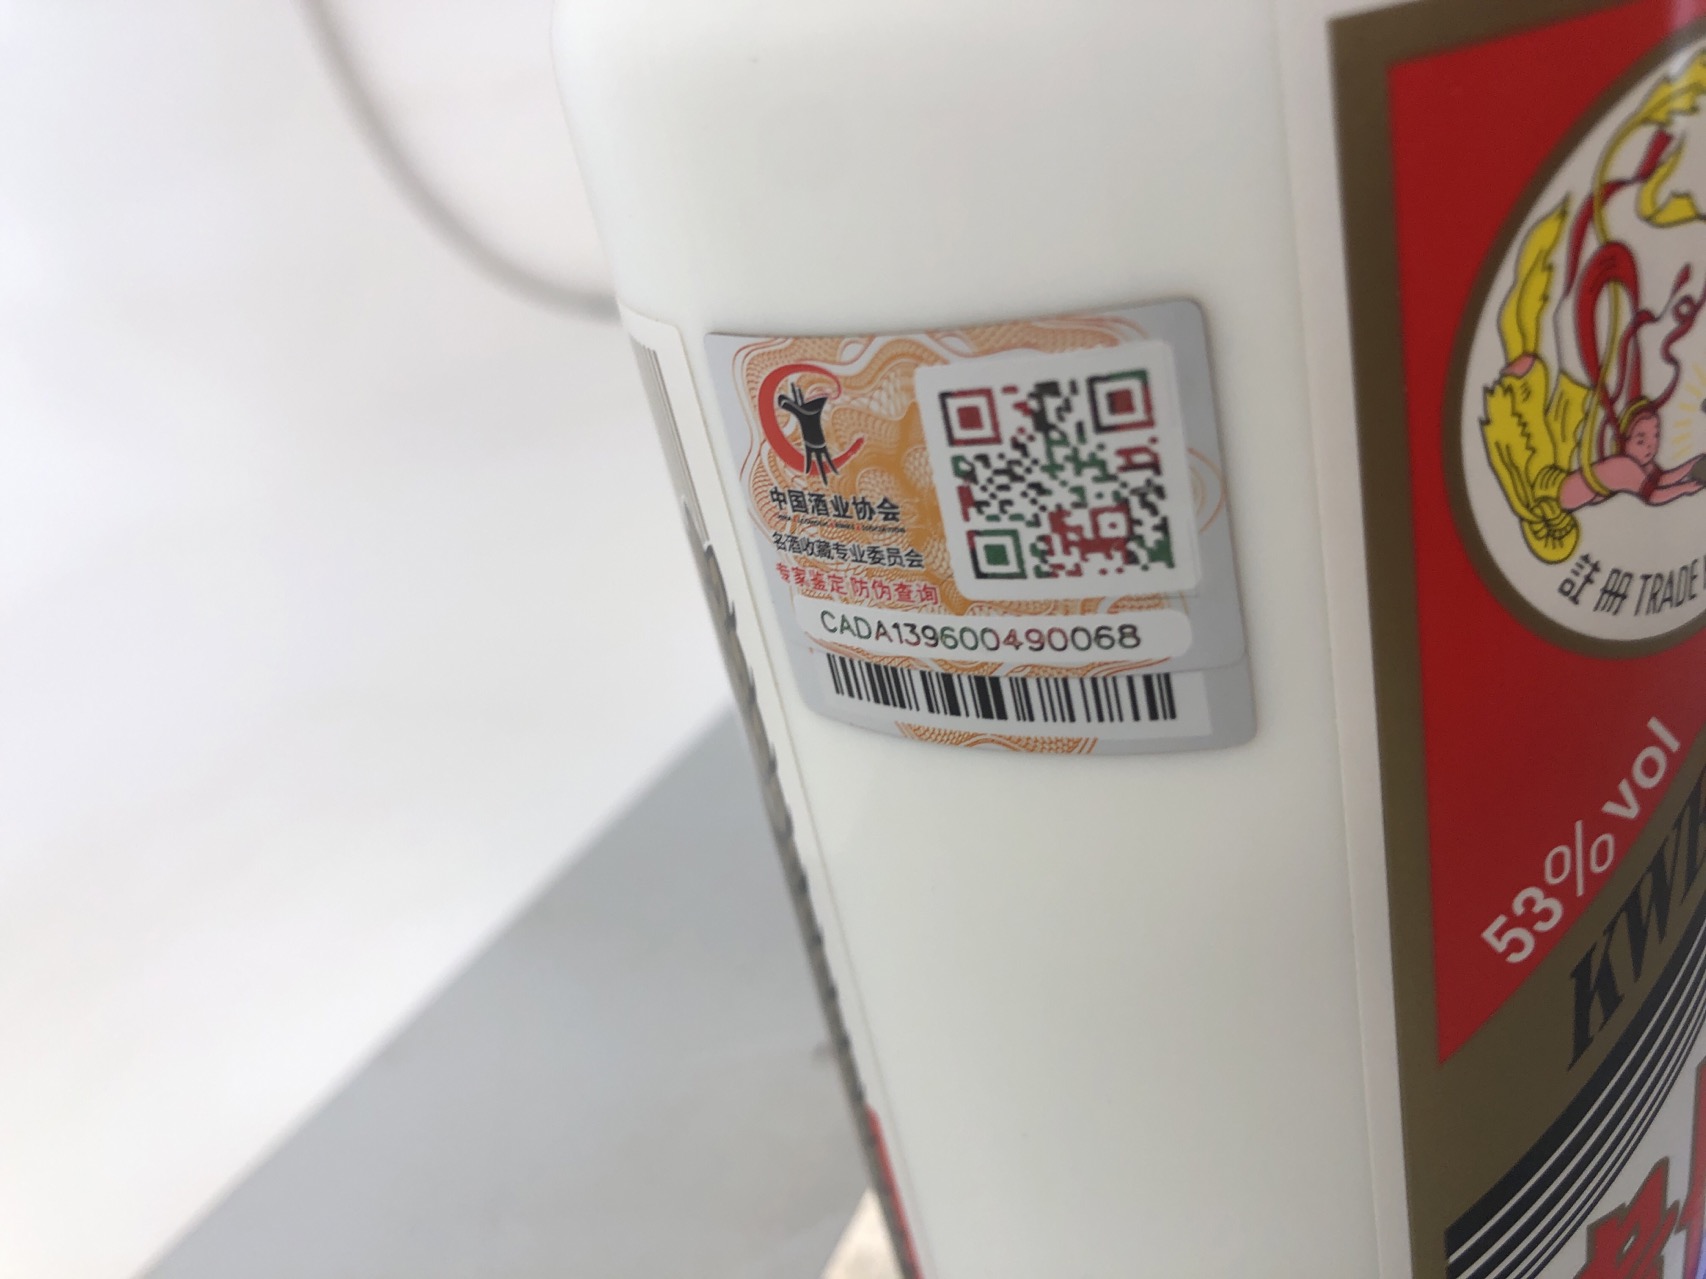 中国酒业协会
名酒收藏专业委员会
专家鉴定 防伪查询
CADA139600490068
註册 TRADE
53% vol